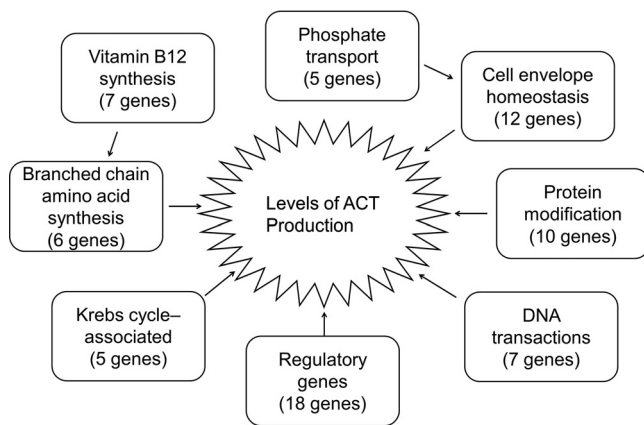 Vitamin B12
synthesis
(7 genes)
Phosphate
transport
(5 genes)
Cell envelope
homeostasis
(12 genes)
Branched chain
amino acid
synthesis
(6 genes)
Levels of ACT
Production
Protein
modification
(10 genes)
Krebs cycle–
associated
(5 genes)
Regulatory
genes
(18 genes)
DNA
transactions
(7 genes)